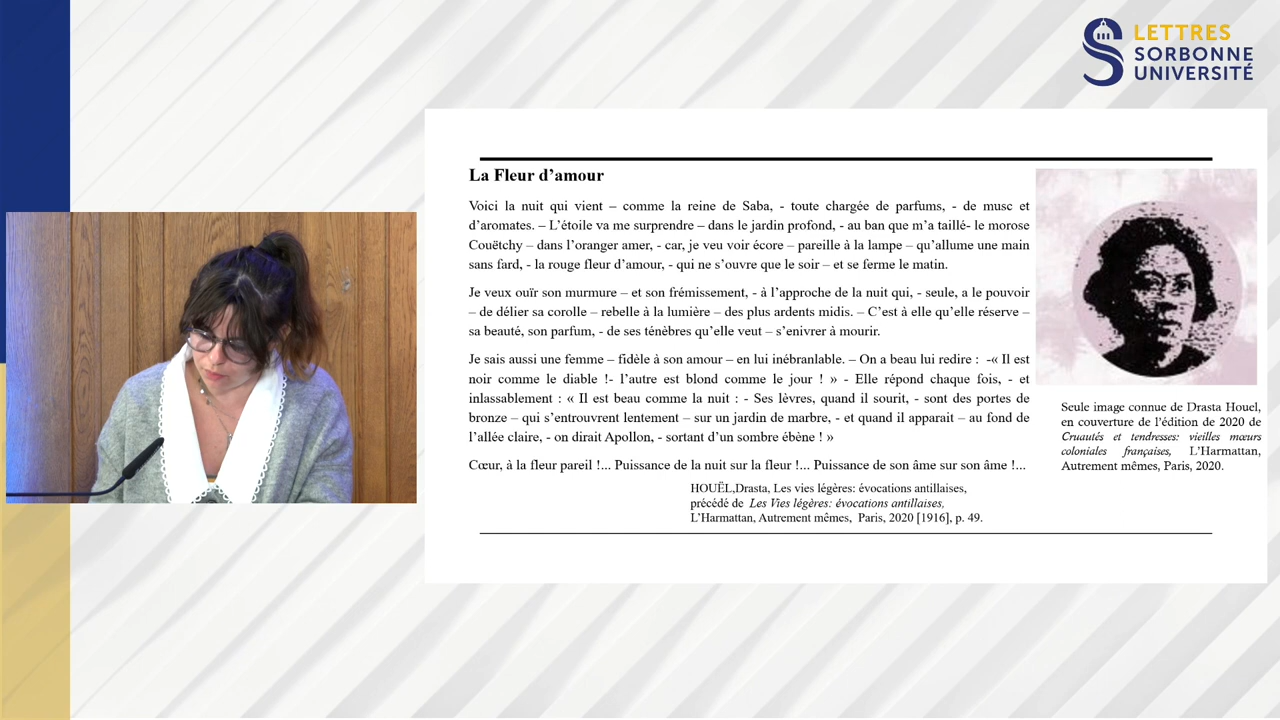 LETTRES
SORBONNE
UNIVERSITÉ
La Fleur d’amour
Voici la nuit qui vient – comme la reine de Saba, - toute chargée de parfums, - de musc et
d’aromates. – L’étoile va me surprendre – dans le jardin profond, - au ban que m’a taillé- le morose
Couëtchy – dans l’oranger amer, - car, je veu voir écore – pareille à la lampe – qu’allume une main
sans fard, - la rouge fleur d’amour, - qui ne s’ouvre que le soir – et se ferme le matin.
Je veux ouïr son murmure – et son frémissement, - à l’approche de la nuit qui, - seule, a le pouvoir
– de délier sa corolle – rebelle à la lumière – des plus ardents midis. – C’est à elle qu’elle réserve –
sa beauté, son parfum, - de ses ténèbres qu’elle veut – s’enivrer à mourir.
Je sais aussi une femme – fidèle à son amour – en lui inébranlable. – On a beau lui redire : -« Il est
noir comme le diable !- l’autre est blond comme le jour ! » - Elle répond chaque fois, - et
inlassablement : « Il est beau comme la nuit : - Ses lèvres, quand il sourit, - sont des portes de
bronze – qui s’entrouvrent lentement – sur un jardin de marbre, - et quand il apparait – au fond de
l’allée claire, - on dirait Apollon, - sortant d’un sombre ébène ! »
Cœur, à la fleur pareil !... Puissance de la nuit sur la fleur !... Puissance de son âme sur son âme !...
HOUËL,Drasta, Les vies légères: évocations antillaises,
précédé de Les Vies légères: évocations antillaises,
L’Harmattan, Autrement mêmes, Paris, 2020 [1916], p. 49.
Seule image connue de Drasta Houel,
en couverture de l’édition de 2020 de
Cruautés et tendresses: vieilles mœurs
coloniales françaises, L’Harmattan,
Autrement mêmes, Paris, 2020.